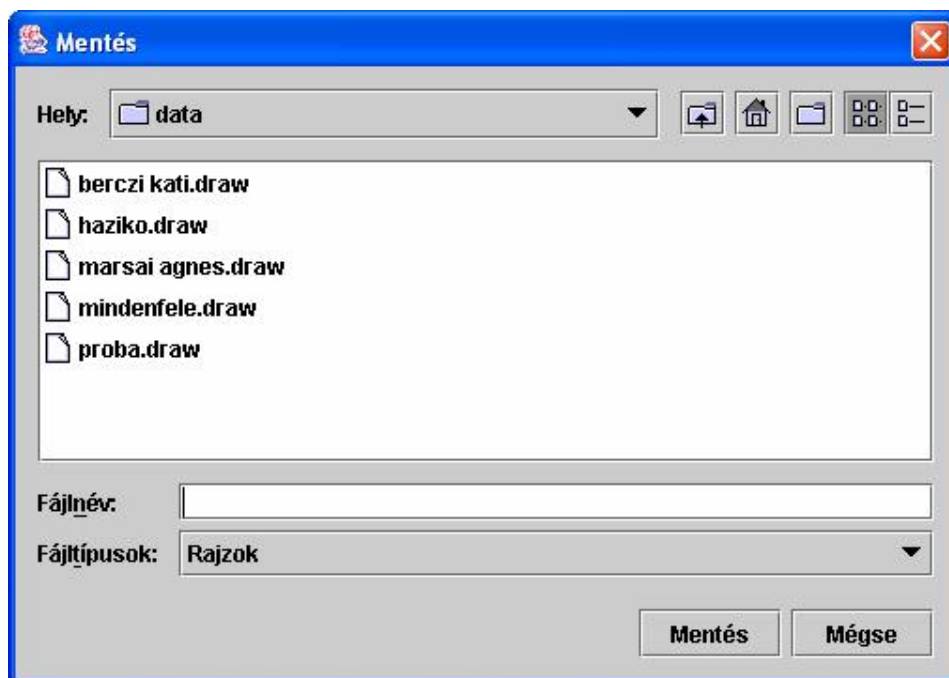 Mentés
Hely: data
berczi kati.draw
haziko.draw
marsai agnes.draw
mindenfele.draw
proba.draw
Fájlnév:
Fájltípusok: Rajzok
Mentés Mégse